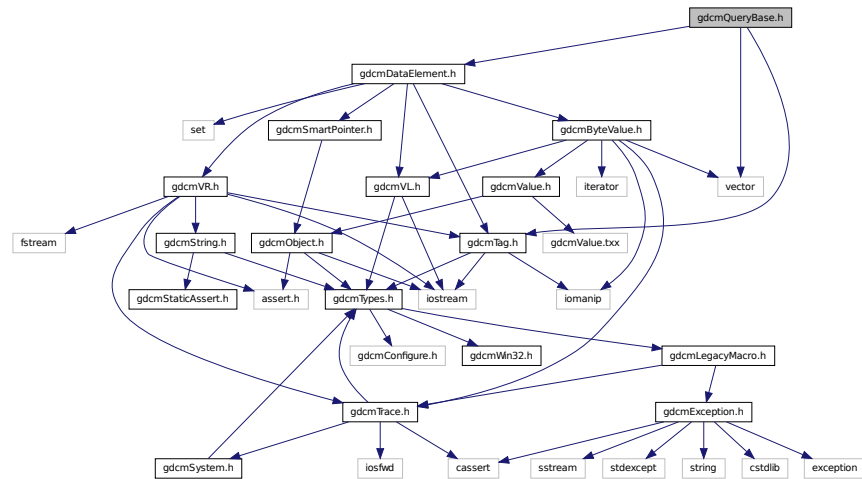 gdcmQueryBase.h
gdcmDataElement.h
set
gdcmSmartPointer.h
gdcmByteValue.h
gdcmVR.h
gdcmVL.h
gdcmValue.h
iterator
vector
fstream
gdcmString.h
gdcmObject.h
gdcmTag.h
gdcmValue.txx
gdcmStaticAssert.h
assert.h
gdcmTypes.h
iostream
iomanip
gdcmConfigure.h
gdcmWin32.h
gdcmLegacyMacro.h
gdcmTrace.h
gdcmException.h
gdcmSystem.h
iosfwd
cassert
sstream
stdexcept
string
cstdlib
exception